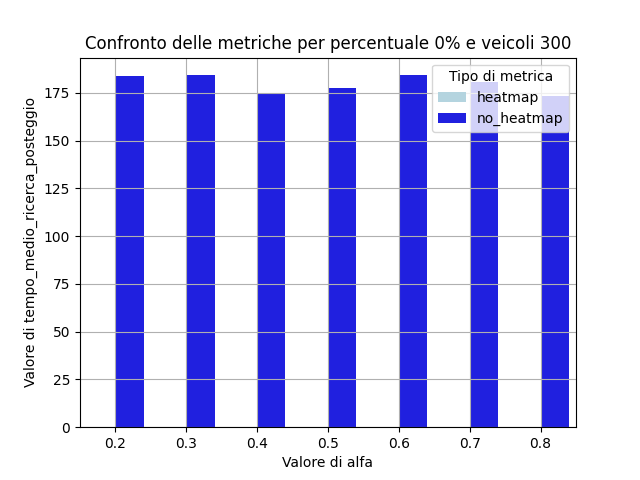 Confronto delle metriche per percentuale 0% e veicoli 300
Valore di tempo_medio_ricerca_posteggio
175
150
125
100
75
50
25
0
Tipo di metrica
heatmap
no_heatmap
0.2 0.3 0.4 0.5 0.6 0.7 0.8
Valore di alfa